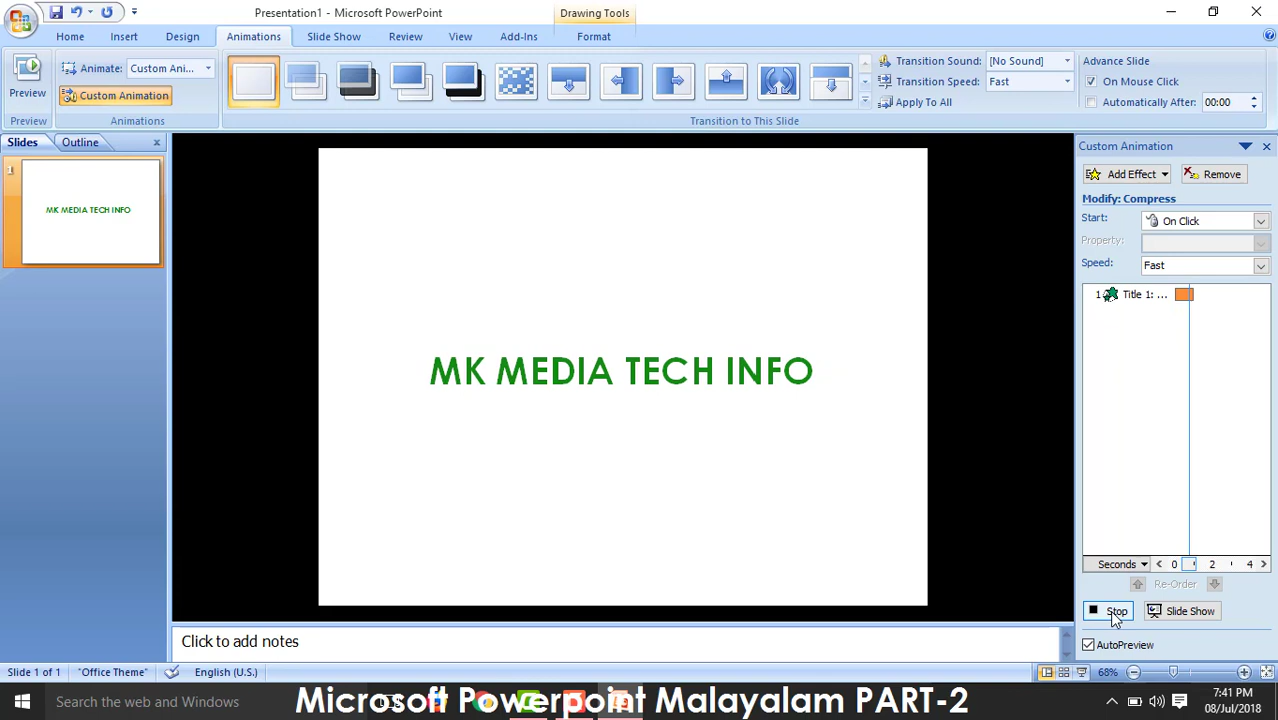 Presentation1 - Microsoft PowerPoint
Drawing Tools
Home Insert Design Animations Slide Show Review View Add-Ins Format
Preview
Preview
Animate: Custom Ani...
Custom Animation
Animations
Transition Sound: [No Sound]
Transition Speed: Fast
Apply To All
Transition to This Slide
Advance Slide
On Mouse Click
Automatically After: 00:00
Slides Outline
1
MK MEDIA TECH INFO
MK MEDIA TECH INFO
Custom Animation
Add Effect Remove
Modify: Compress
Start: On Click
Property:
Speed: Fast
1 Title 1: ...
Seconds 0 2 4
Re-Order
Stop Slide Show
AutoPreview
Click to add notes
Slide 1 of 1 "Office Theme" English (U.S.) 68%
Search the web and Windows
Microsoft Powerpoint Malayalam PART-2
7:41 PM
08/Jul/2018